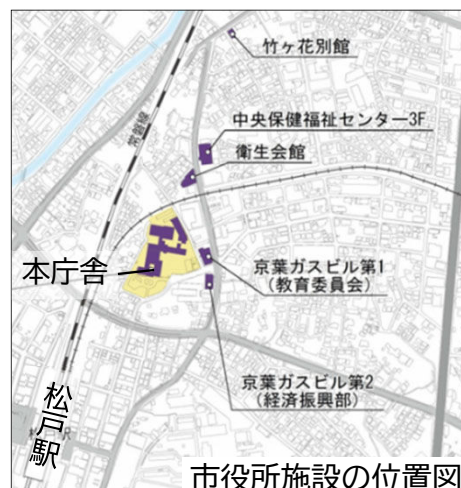 竹ヶ花別館
中央保健福祉センター3F
衛生会館
常磐線
本庁舎
京葉ガスビル第1
(教育委員会)
京葉ガスビル第2
(経済振興部)
松戸駅
市役所施設の位置図